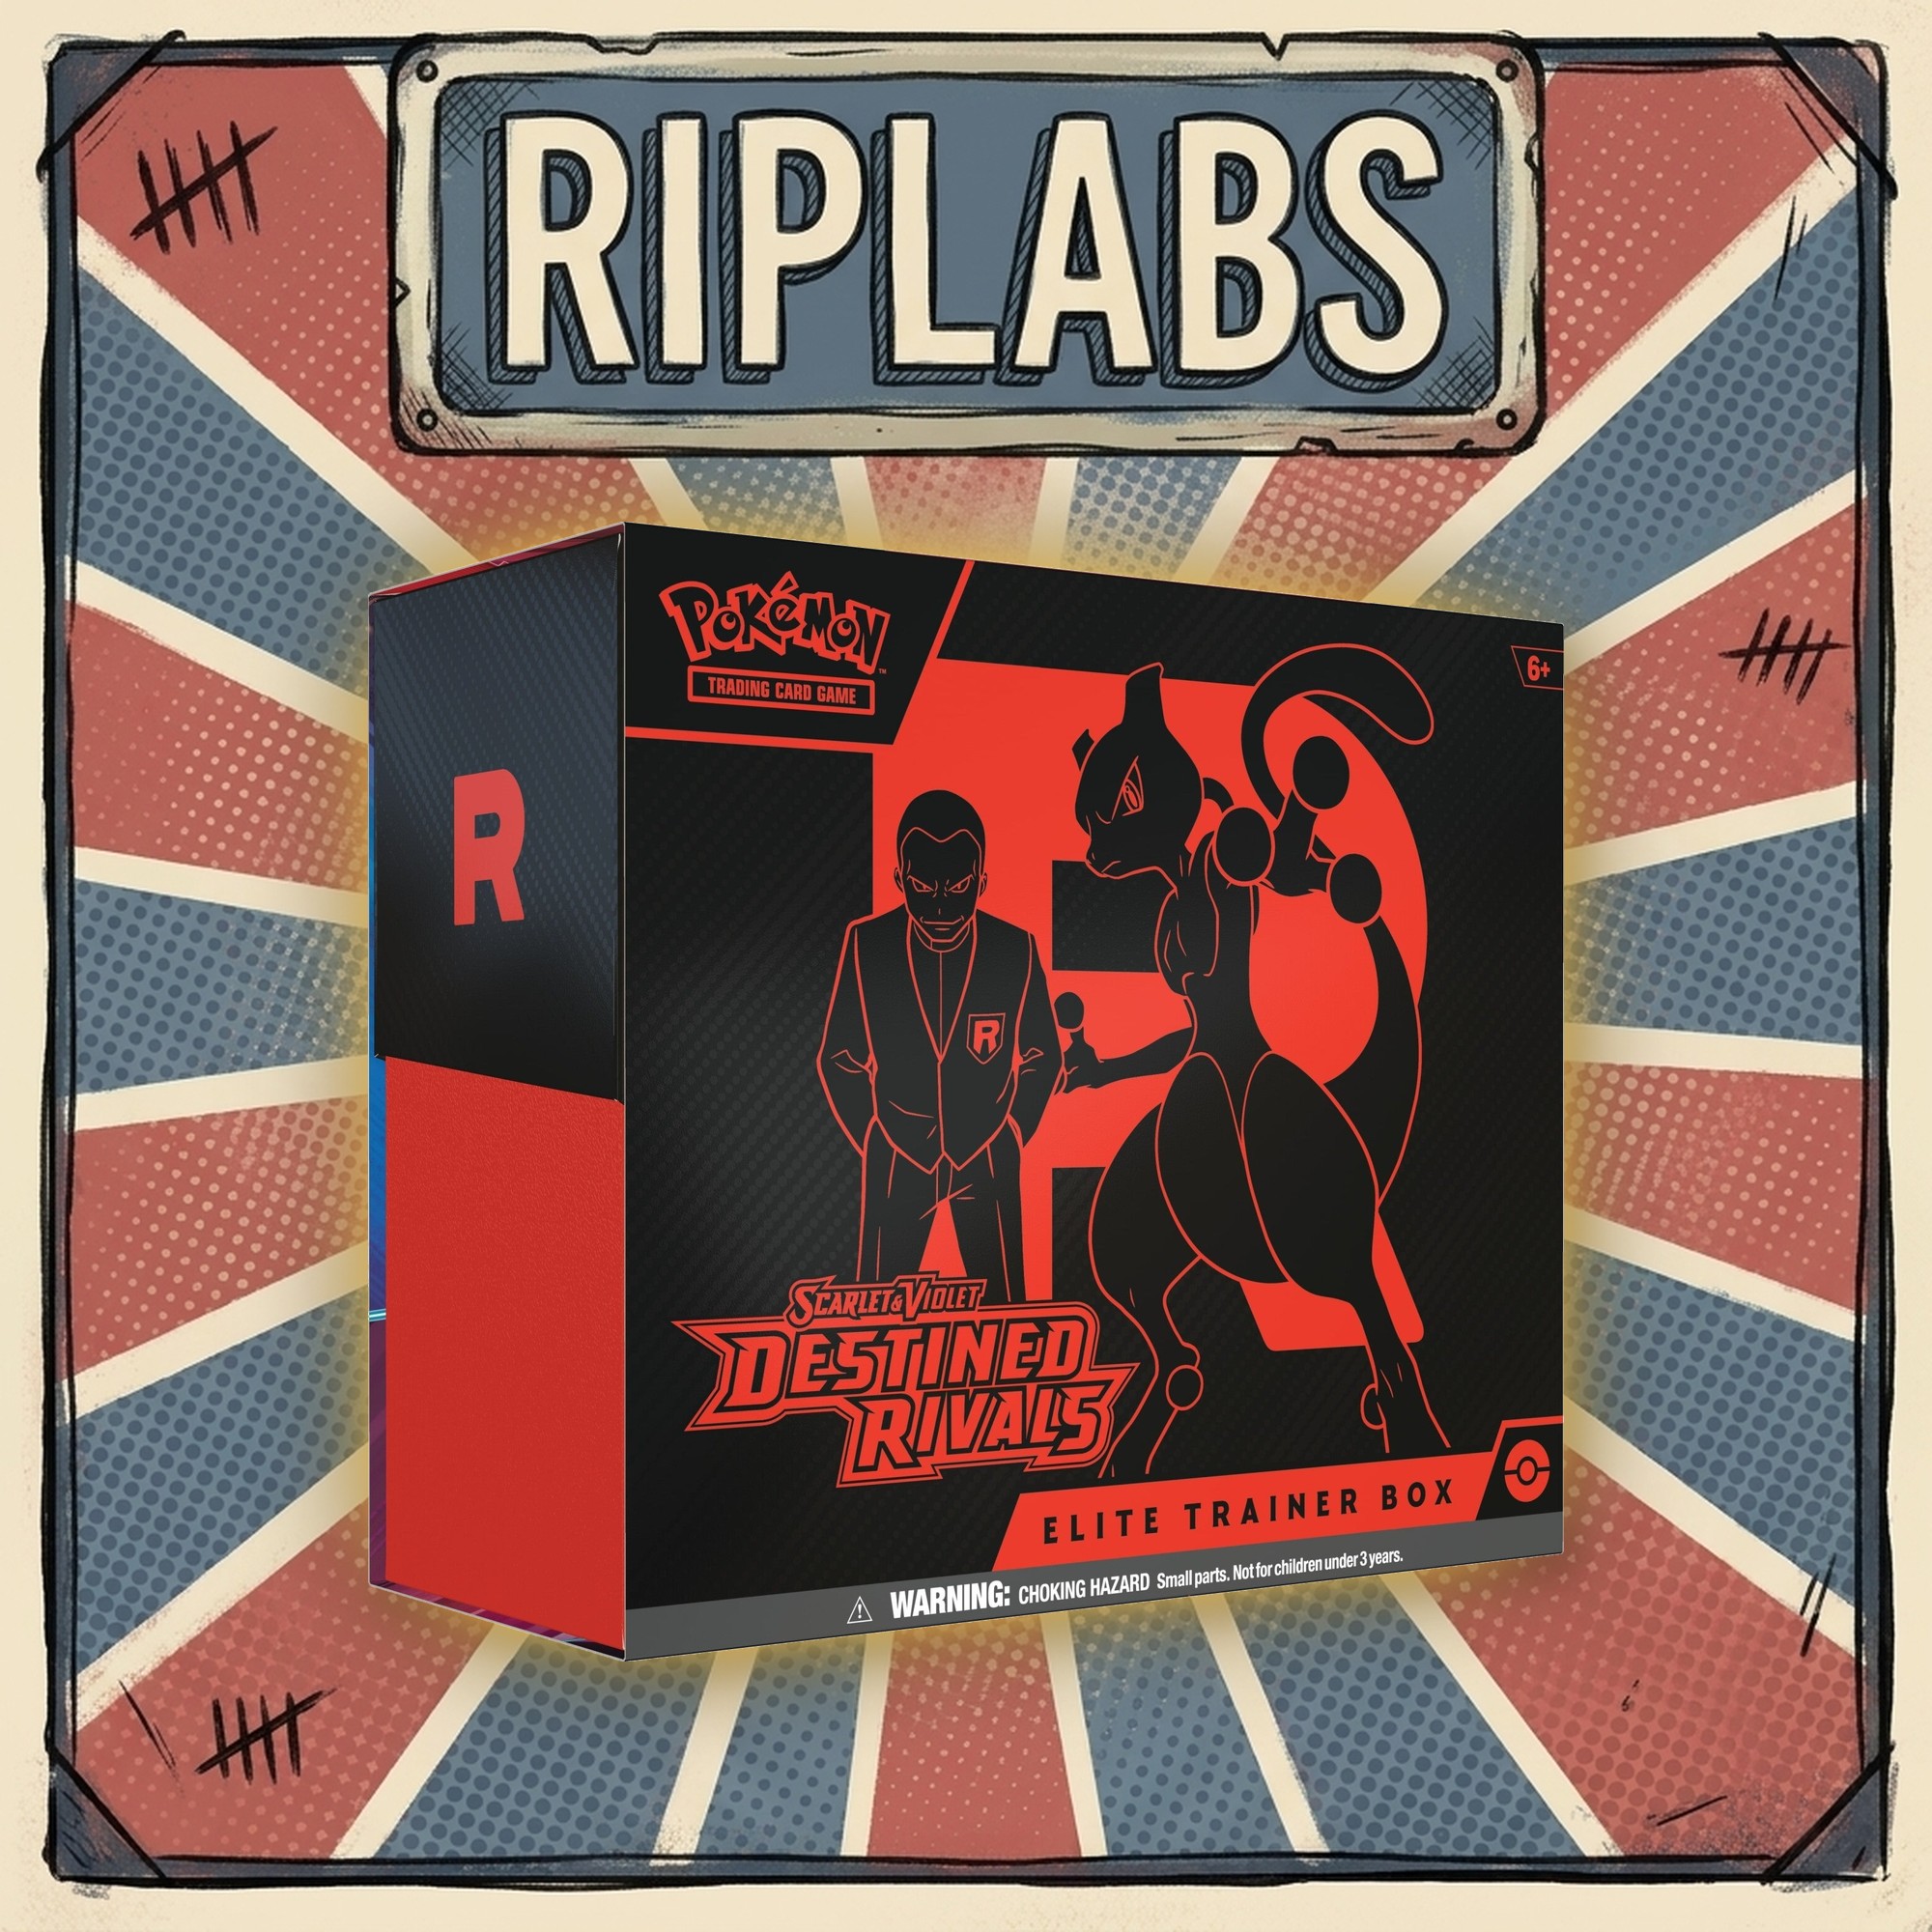 RIPLABS
POKéMON™
TRADING CARD GAME
6+
R
R
SCARLET & VIOLET
DESTINED
RIVALS
ELITE TRAINER BOX
WARNING: CHOKING HAZARD Small parts. Not for children under 3 years.